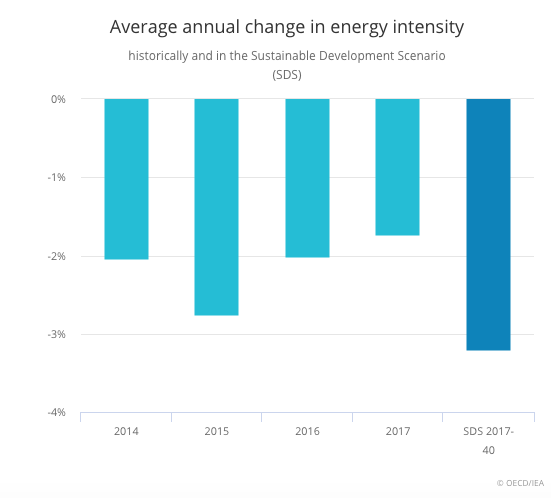 Average annual change in energy intensity
historically and in the Sustainable Development Scenario
(SDS)
0%
-1%
-2%
-3%
-4%
2014
2015
2016
2017
SDS 2017-
40
© OECD/IEA